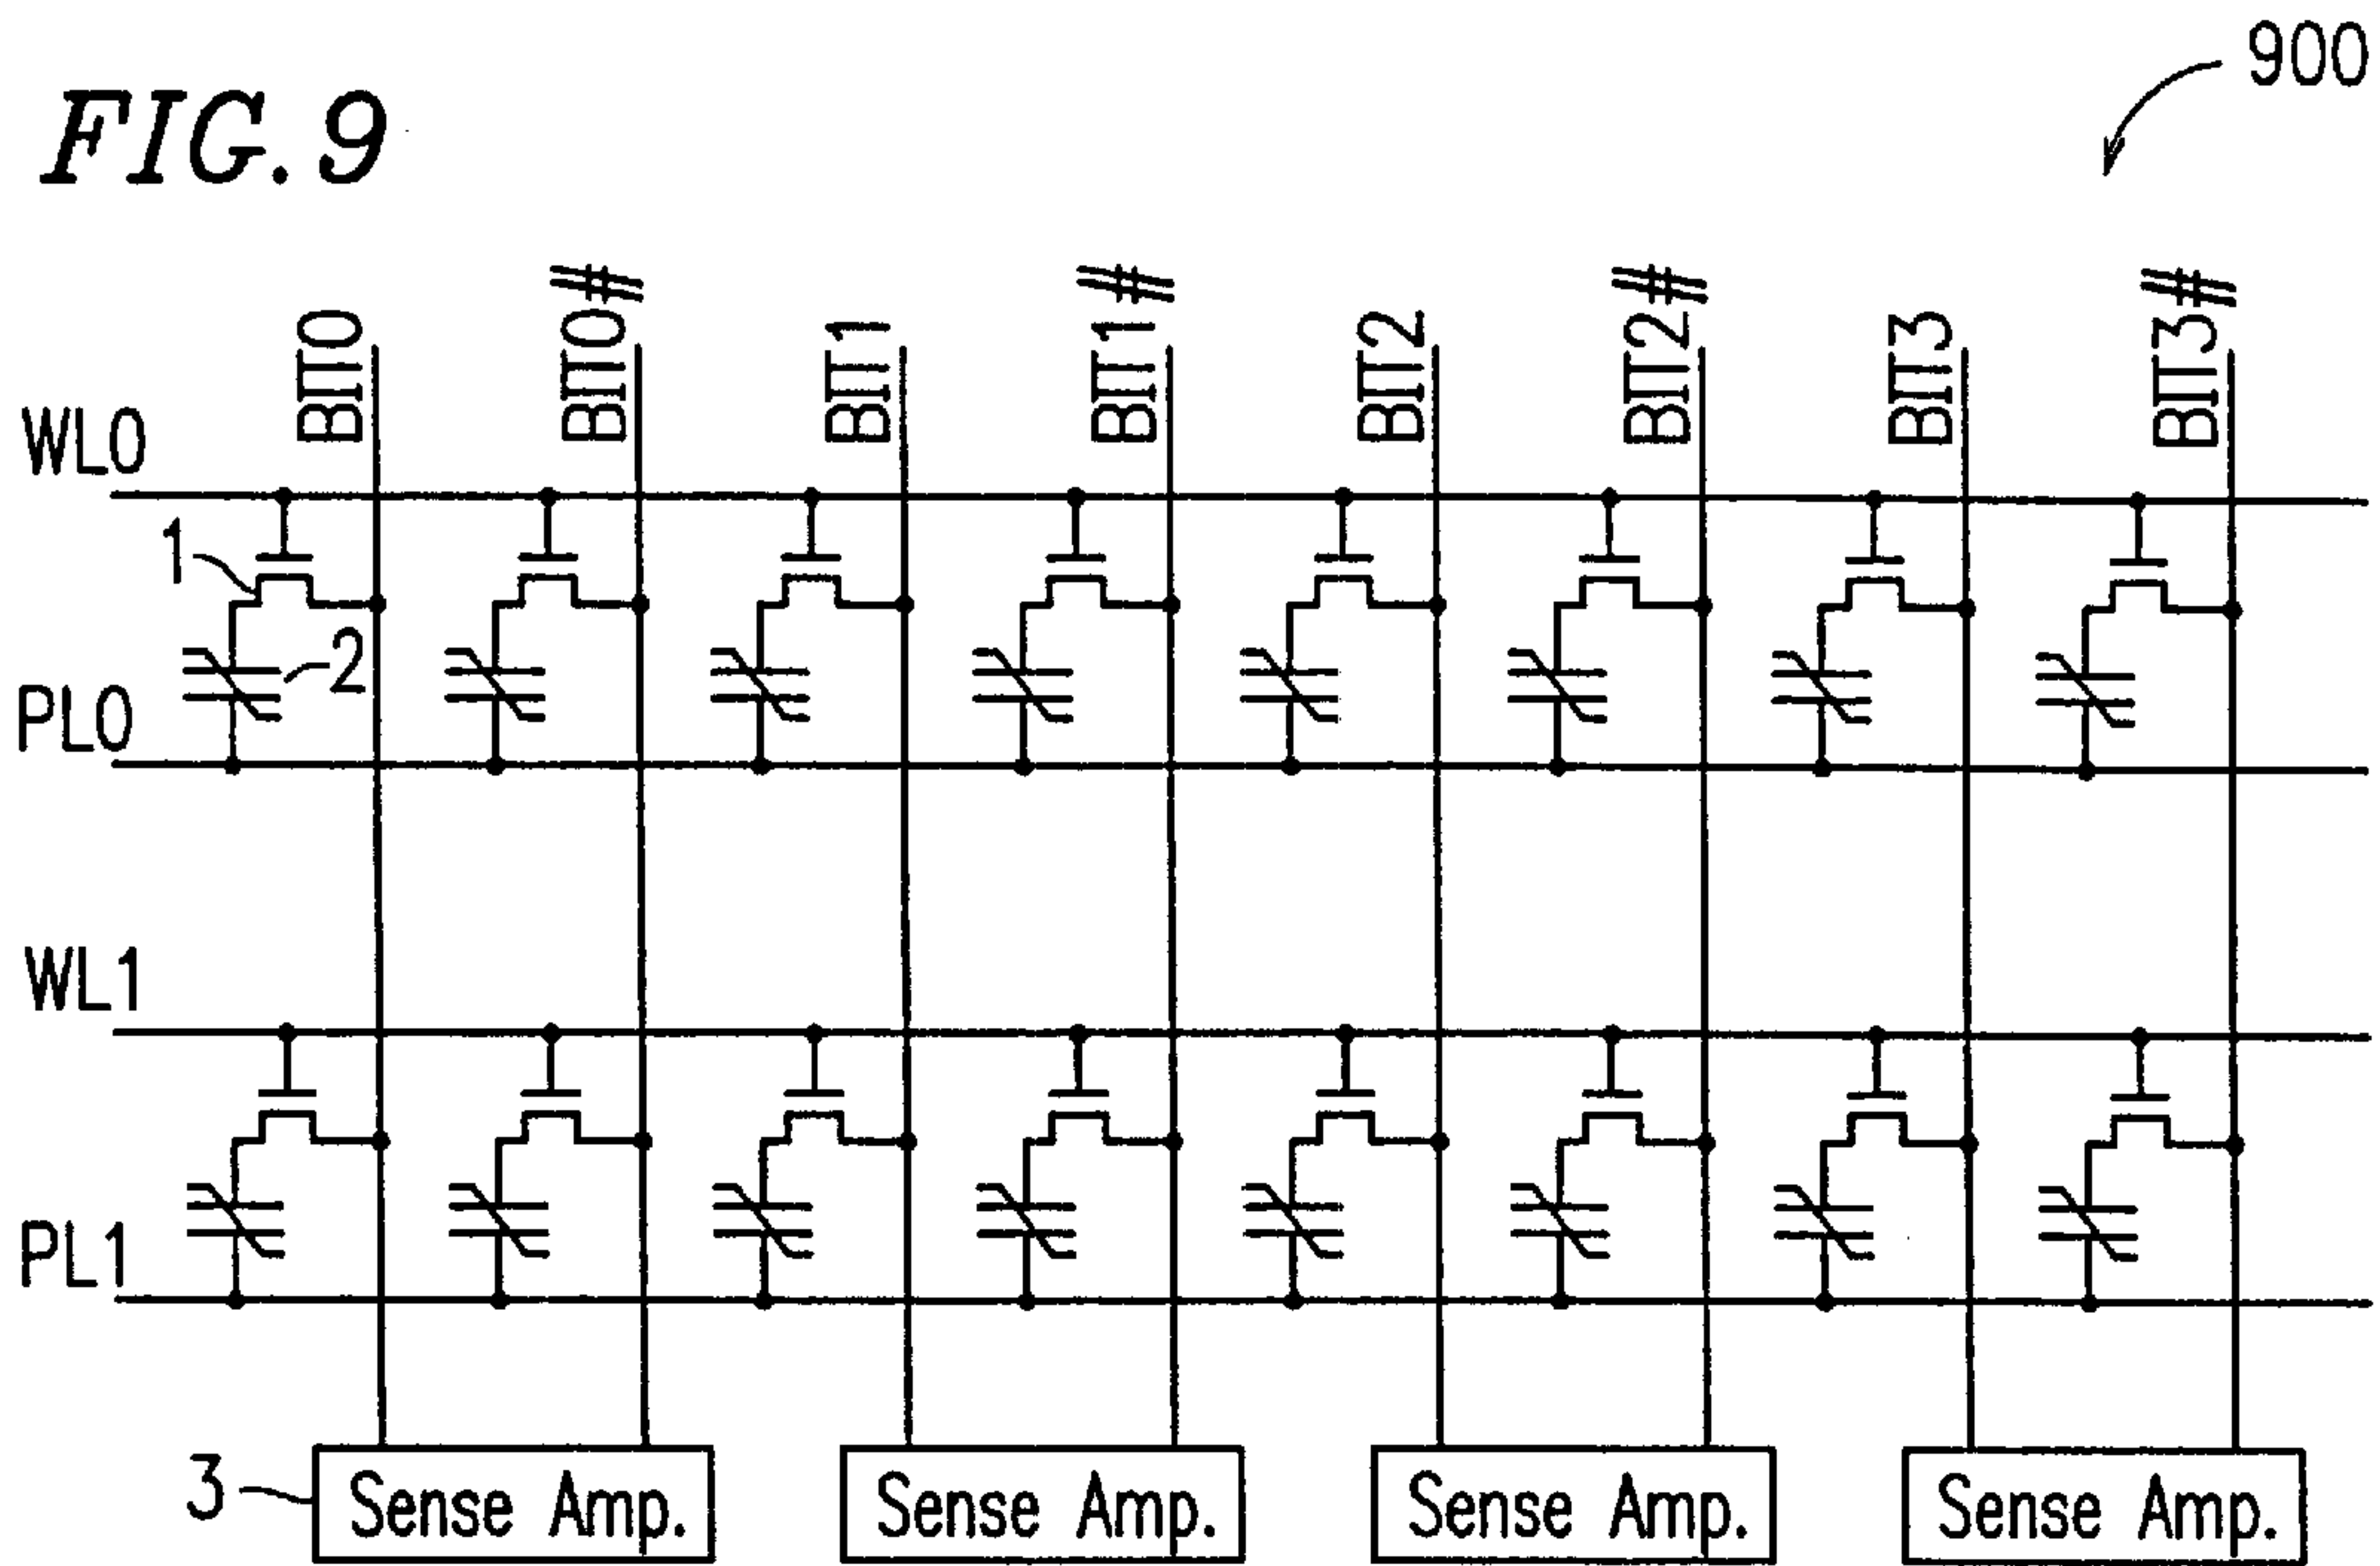 FIG.9
900
BIT0
BIT0#
BIT1
BIT1#
BIT2
BIT2#
BIT3
BIT3#
WL0
1
2
PL0
WL1
PL1
3
Sense Amp.
Sense Amp.
Sense Amp.
Sense Amp.